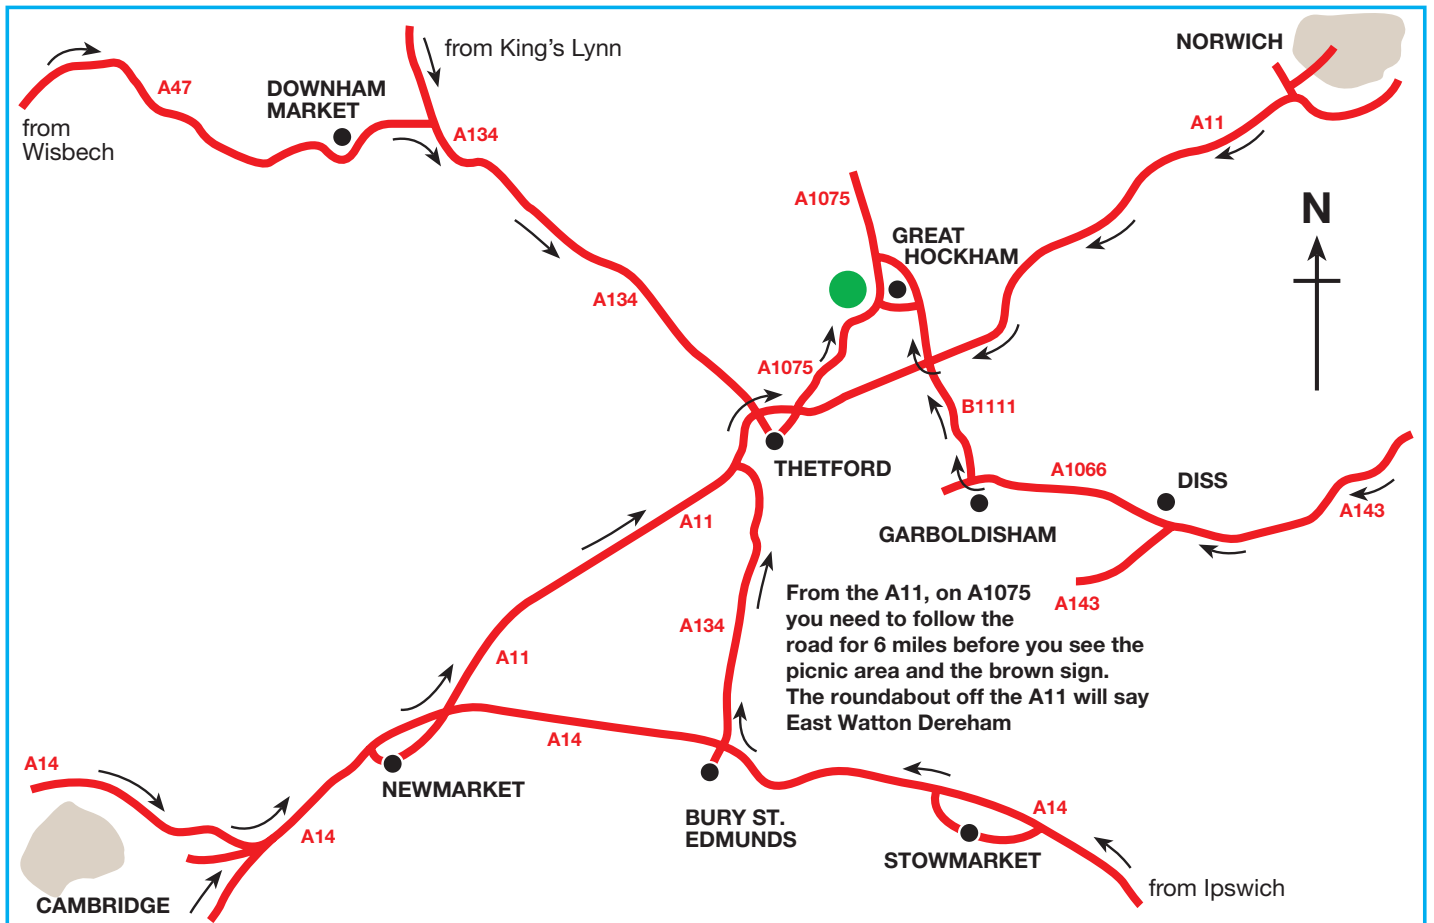 from King's Lynn
NORWICH
A47
DOWNHAM
MARKET
from
Wisbech
A134
A11
A1075
N
GREAT
HOCKHAM
A134
A1075
B1111
THETFORD
A1066
DISS
A143
A11
GARBOLDISHAM
From the A11, on A1075
you need to follow the
road for 6 miles before you see the
picnic area and the brown sign.
The roundabout off the A11 will say
East Watton Dereham
A143
A134
A11
A14
A14
NEWMARKET
BURY ST.
EDMUNDS
A14
A14
STOWMARKET
from Ipswich
CAMBRIDGE